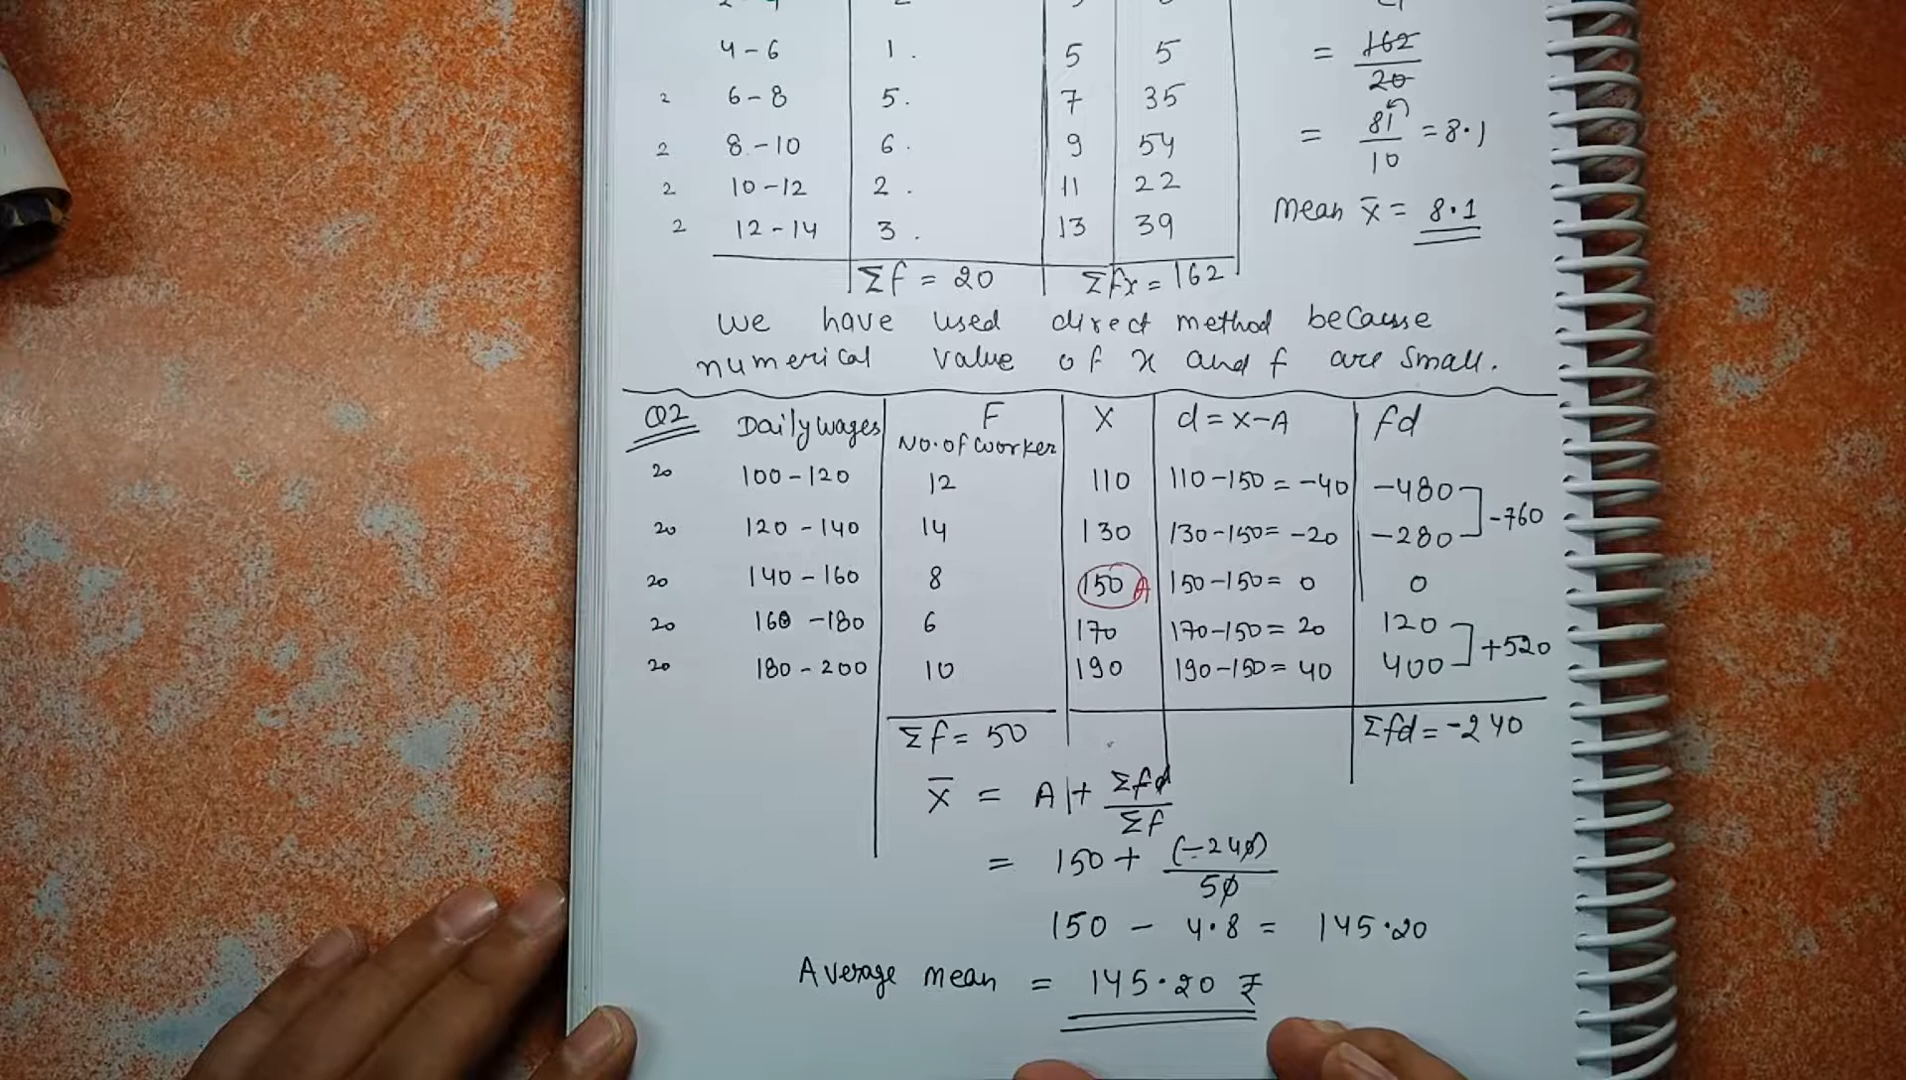 4-6 1. 5 5 = 162/20
2 6-8 5. 7 35
2 8-10 6. 9 54 = 81/10 = 8.1
2 10-12 2. 11 22
2 12-14 3. 13 39 Mean x̄ = 8.1
Σf = 20 Σfx = 162
We have used direct method because
numerical value of x and f are small.
Q2 Daily wages F No. of worker X d = X-A fd
20 100-120 12 110 110-150 = -40 -480
20 120-140 14 130 130-150 = -20 -280 -760
20 140-160 8 150 A 150-150 = 0 0
20 160-180 6 170 170-150 = 20 120
20 180-200 10 190 190-150 = 40 400 +520
Σf = 50 Σfd = -240
X̄ = A + Σfd/Σf
= 150 + (-240)/50
150 - 4.8 = 145.20
Average mean = 145.20 ₹